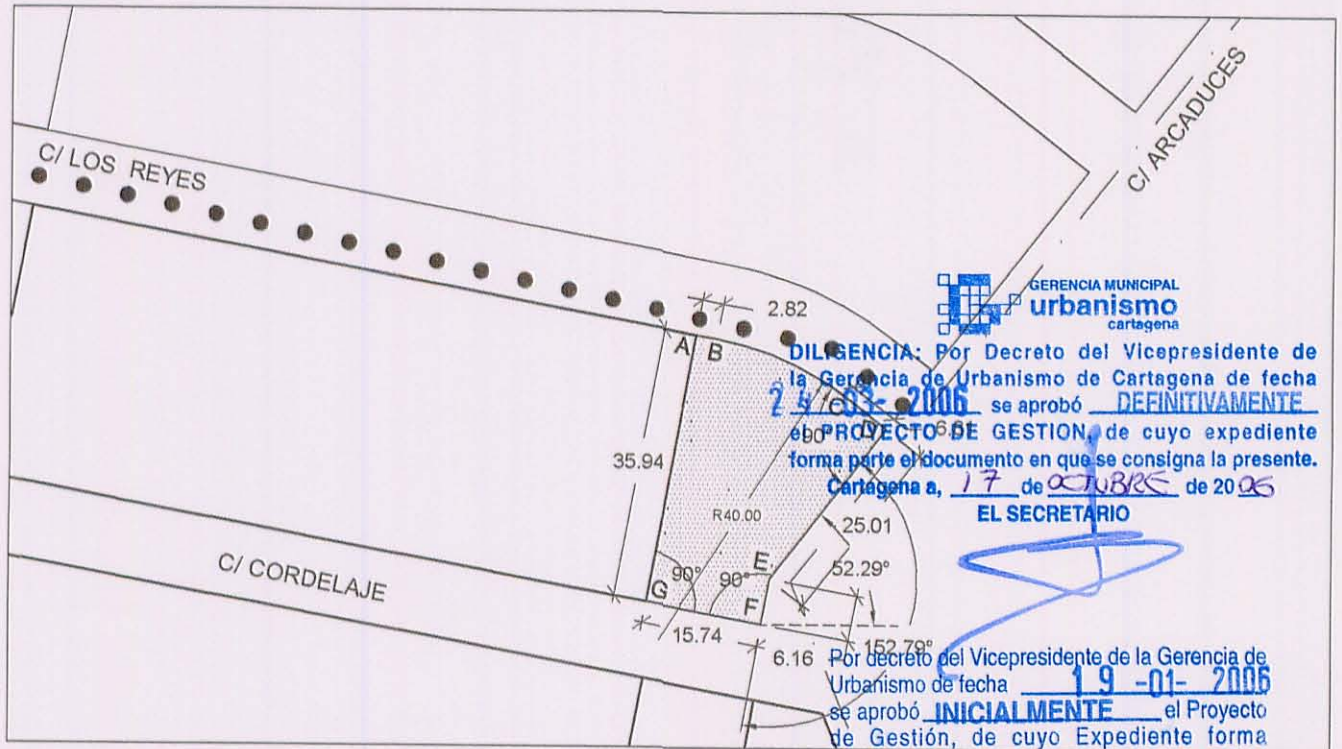 C/ ARCADUCES
C/ LOS REYES
2.82
GERENCIA MUNICIPAL
urbanismo
cartagena
A B
DILIGENCIA: Por Decreto del Vicepresidente de
la Gerencia de Urbanismo de Cartagena de fecha
24-03-2006 se aprobó DEFINITIVAMENTE
el PROYECTO DE GESTION, de cuyo expediente
forma parte el documento en que se consigna la presente.
Cartagena a, 17 de OCTUBRE de 2006
EL SECRETARIO
C
D
90°
35.94
R40.00
25.01
E
52.29°
C/ CORDELAJE
90° 90°
G
F
15.74
6.16
152.79°
Por decreto del Vicepresidente de la Gerencia de
Urbanismo de fecha 19-01-2006
se aprobó INICIALMENTE el Proyecto
de Gestión, de cuyo Expediente forma